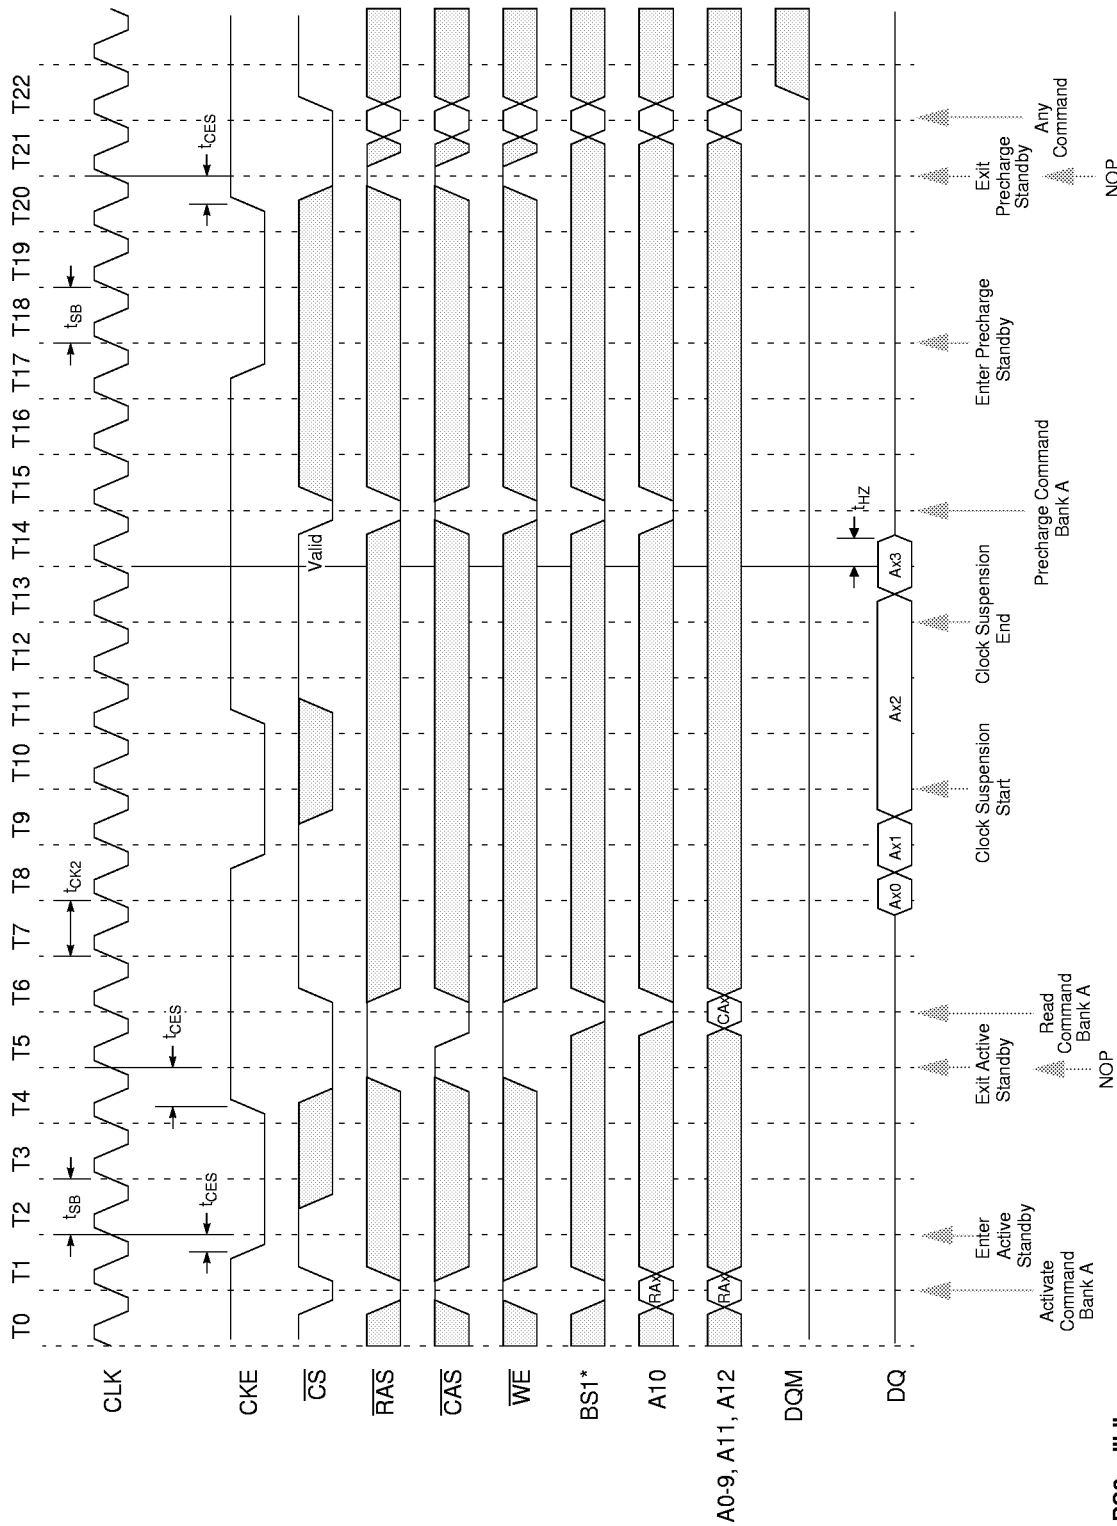 T0 T1 T2 T3 T4 T5 T6 T7 T8 T9 T10 T11 T12 T13 T14 T15 T16 T17 T18 T19 T20 T21 T22
tSB
tCK2
tSB
CLK
tCES
tCES
tCES
CKE
CS
Valid
RAS
CAS
WE
BS1*
A10
RAx
A0-9, A11, A12
RAx
CAx
DQM
tHZ
DQ
Ax0
Ax1
Ax2
Ax3
Activate
Command
Bank A
Enter
Active
Standby
Exit Active
Standby
NOP
Read
Command
Bank A
Clock Suspension
Start
Clock Suspension
End
Precharge Command
Bank A
Enter Precharge
Standby
Exit
Precharge
Standby
NOP
Any
Command